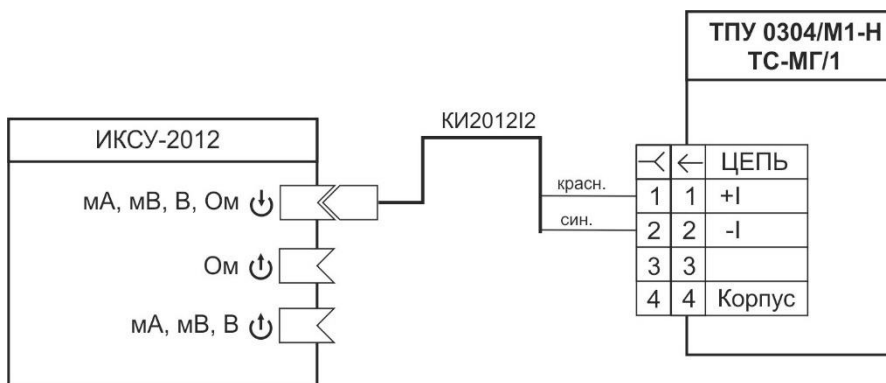 ТПУ 0304/М1-Н
ТС-МГ/1
КИ2012I2
ИКСУ-2012
мА, мВ, В, Ом
Ом
мА, мВ, В
красн.
син.
ЦЕПЬ
1 1 +I
2 2 -I
3 3
4 4 Корпус